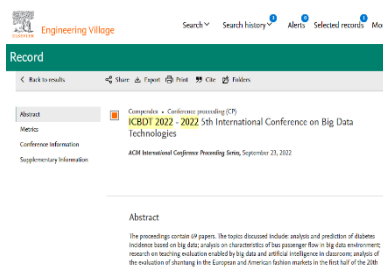 ELSEVIER
Engineering Village
Search
Search history
Alerts
Selected records
Mo
Record
Back to results
Share
Export
Print
Cite
Folders
Abstract
Metrics
Conference Information
Supplementary Information
Compendex • Conference proceeding (CP)
ICBDT 2022 - 2022 5th International Conference on Big Data
Technologies
ACM International Conference Proceeding Series, September 23, 2022
Abstract
The proceedings contain 69 papers. The topics discussed include: analysis and prediction of diabetes
incidence based on big data; analysis on characteristics of bus passenger flow in big data environment;
research on teaching evaluation enabled by big data and artificial intelligence in classroom; analysis of
the evaluation of shantung in the European and American fashion markets in the first half of the 20th